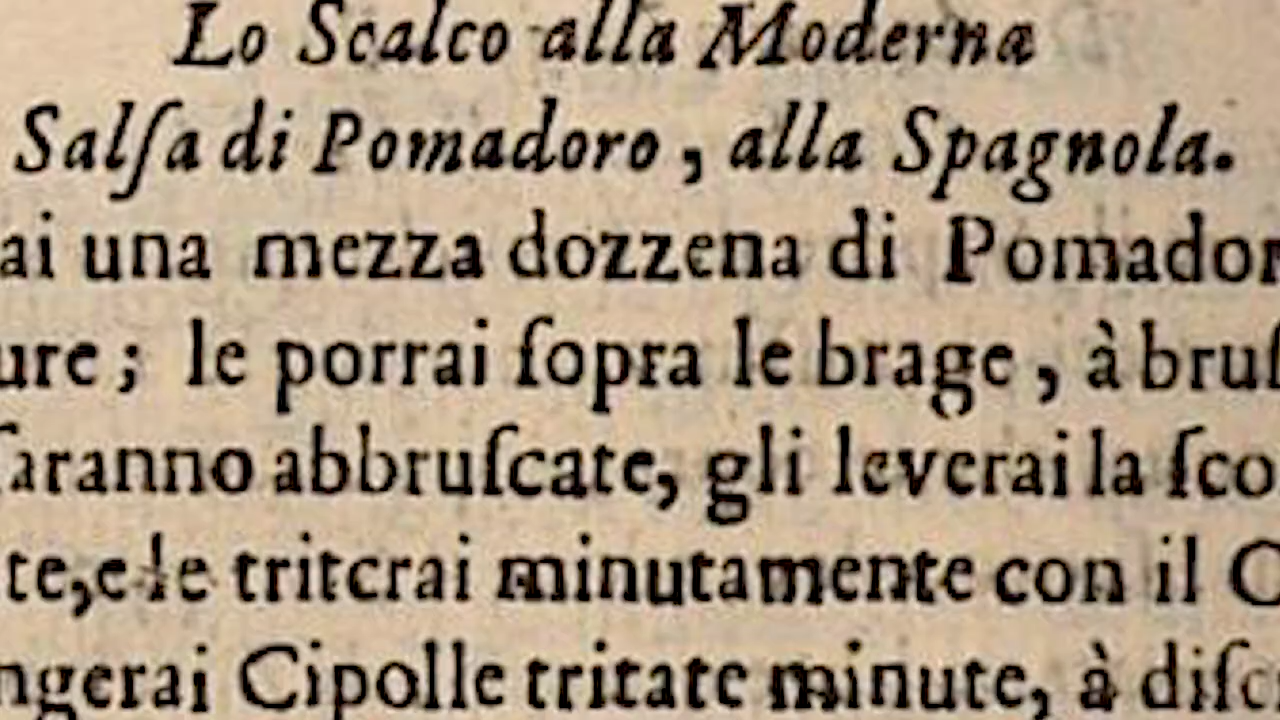 Lo Scalco alla Moderna
Salſa di Pomadoro, alla Spagnola.
ai una mezza dozzena di Pomador
ure; le porrai ſopra le brage, à bruſ
ſaranno abbruſcate, gli leverai la ſco
te, e le triterai minutamente con il C
ngerai Cipolle tritate minute, à diſc